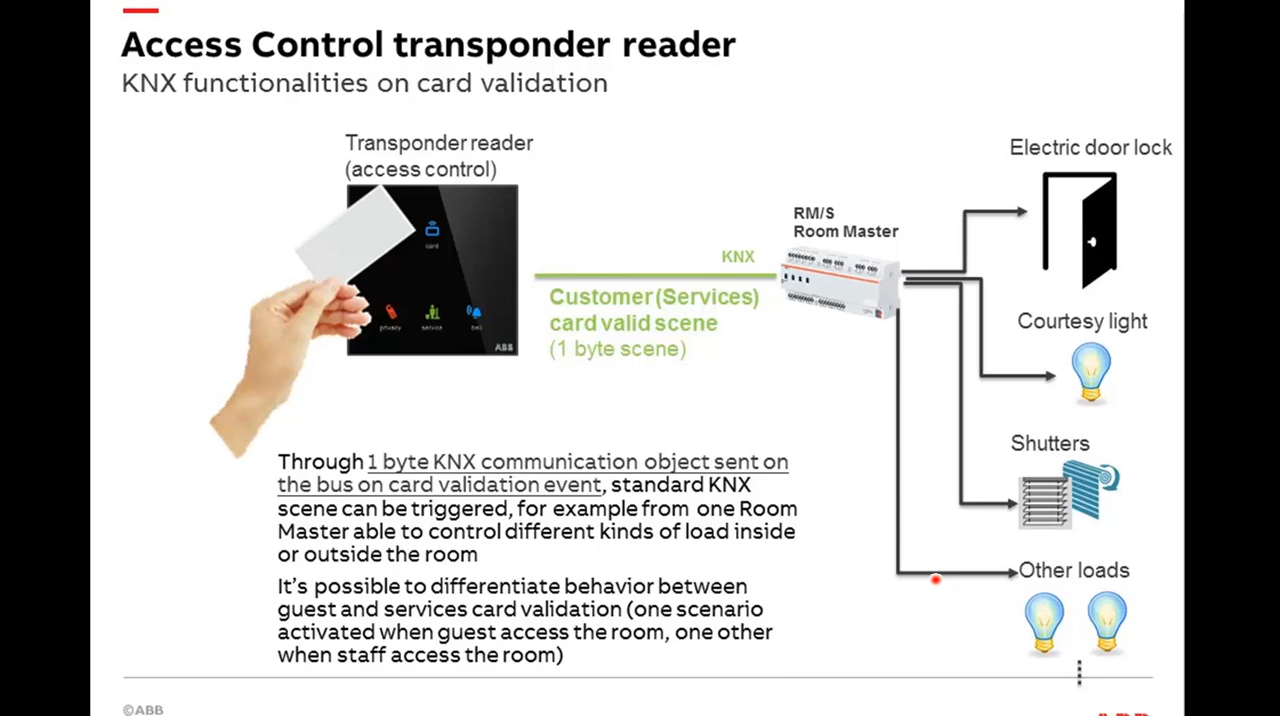 Access Control transponder reader
KNX functionalities on card validation
Transponder reader
(access control)
card
privacy
service
bell
ABB
KNX
Customer (Services)
card valid scene
(1 byte scene)
RM/S
Room Master
Electric door lock
Courtesy light
Shutters
Other loads
Through 1 byte KNX communication object sent on
the bus on card validation event, standard KNX
scene can be triggered, for example from one Room
Master able to control different kinds of load inside
or outside the room
It's possible to differentiate behavior between
guest and services card validation (one scenario
activated when guest access the room, one other
when staff access the room)
©ABB
ABB